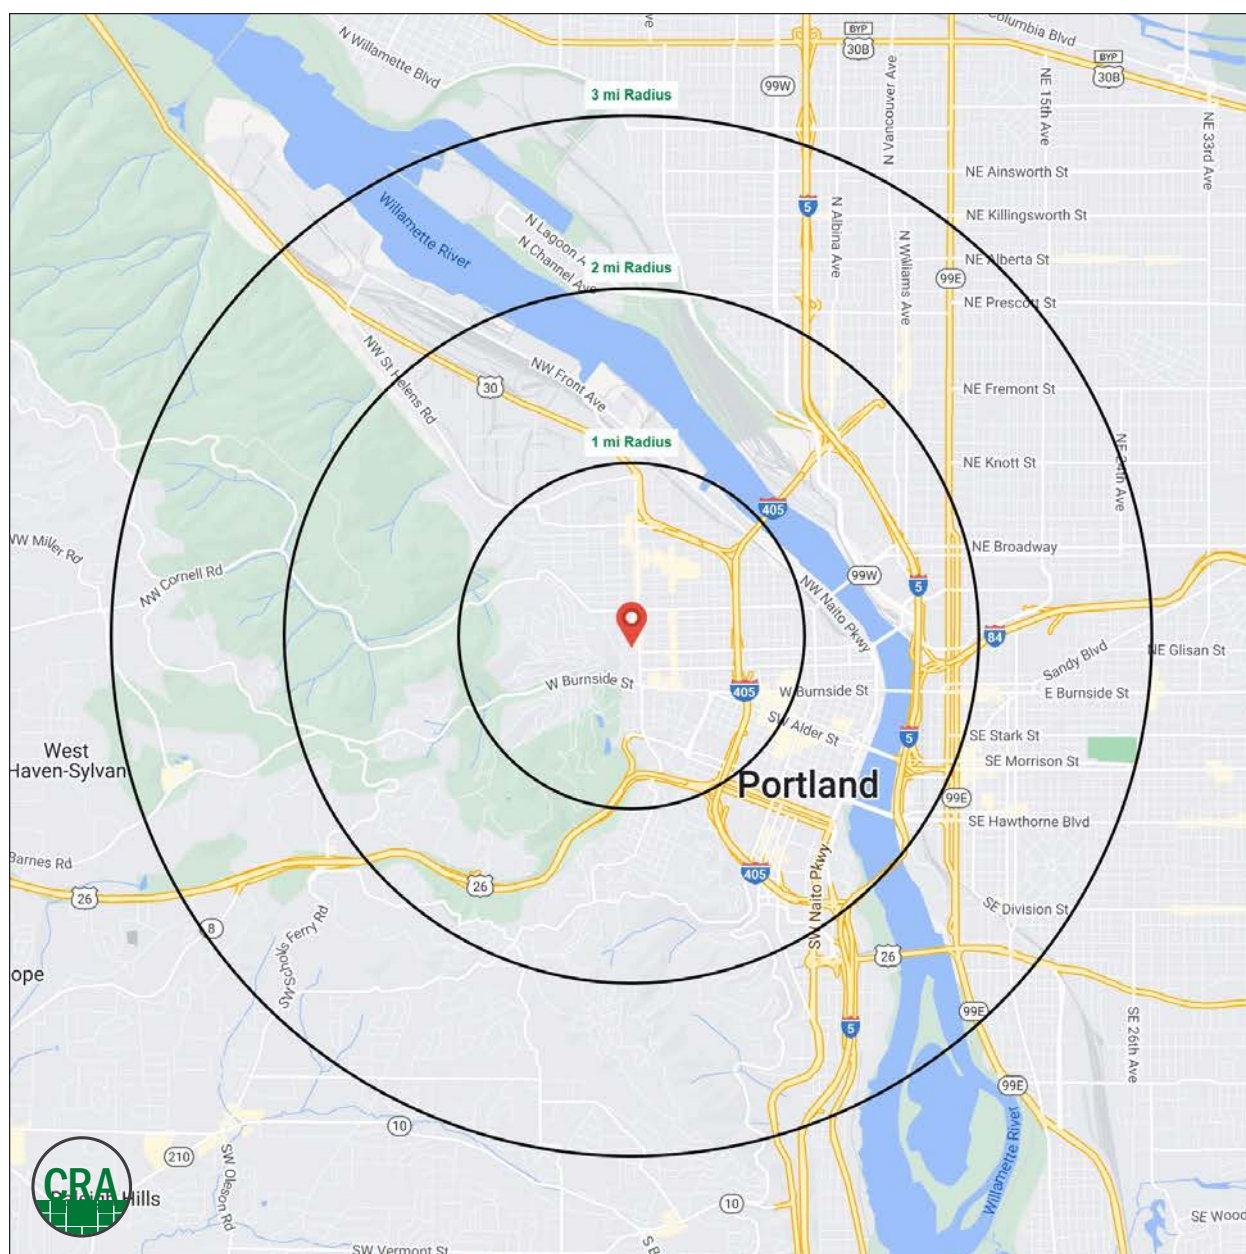 N Willamette Blvd
BYP
30B
Columbia Blvd
BYP
30B
99W
N Vancouver Ave
NE 15th Ave
NE 33rd Ave
3 mi Radius
NE Ainsworth St
5
N Albina Ave
NE Killingsworth St
Willamette River
N Lagoon A
N Channel Ave
N Williams Ave
NE Alberta St
2 mi Radius
99E
NE Prescott St
NW St Helens Rd
NW Front Ave
30
NE Fremont St
1 mi Radius
NE 24th Ave
NE Knott St
405
NW Miller Rd
NW Cornell Rd
NE Broadway
99W
5
NW Naito Pkwy
84
Sandy Blvd
NE Glisan St
W Burnside St
405
W Burnside St
E Burnside St
SW Alder St
5
SE Stark St
West
Haven-Sylvan
SE Morrison St
Portland
99E
SE Hawthorne Blvd
Barnes Rd
26
26
405
SW Naito Pkwy
SE Division St
8
SW Scholls Ferry Rd
26
ope
99E
5
SE 26th Ave
99E
10
210
SW Oleson Rd
Willamette River
CRA
Raleigh Hills
10
SE Wood
SW Vermont St
S B